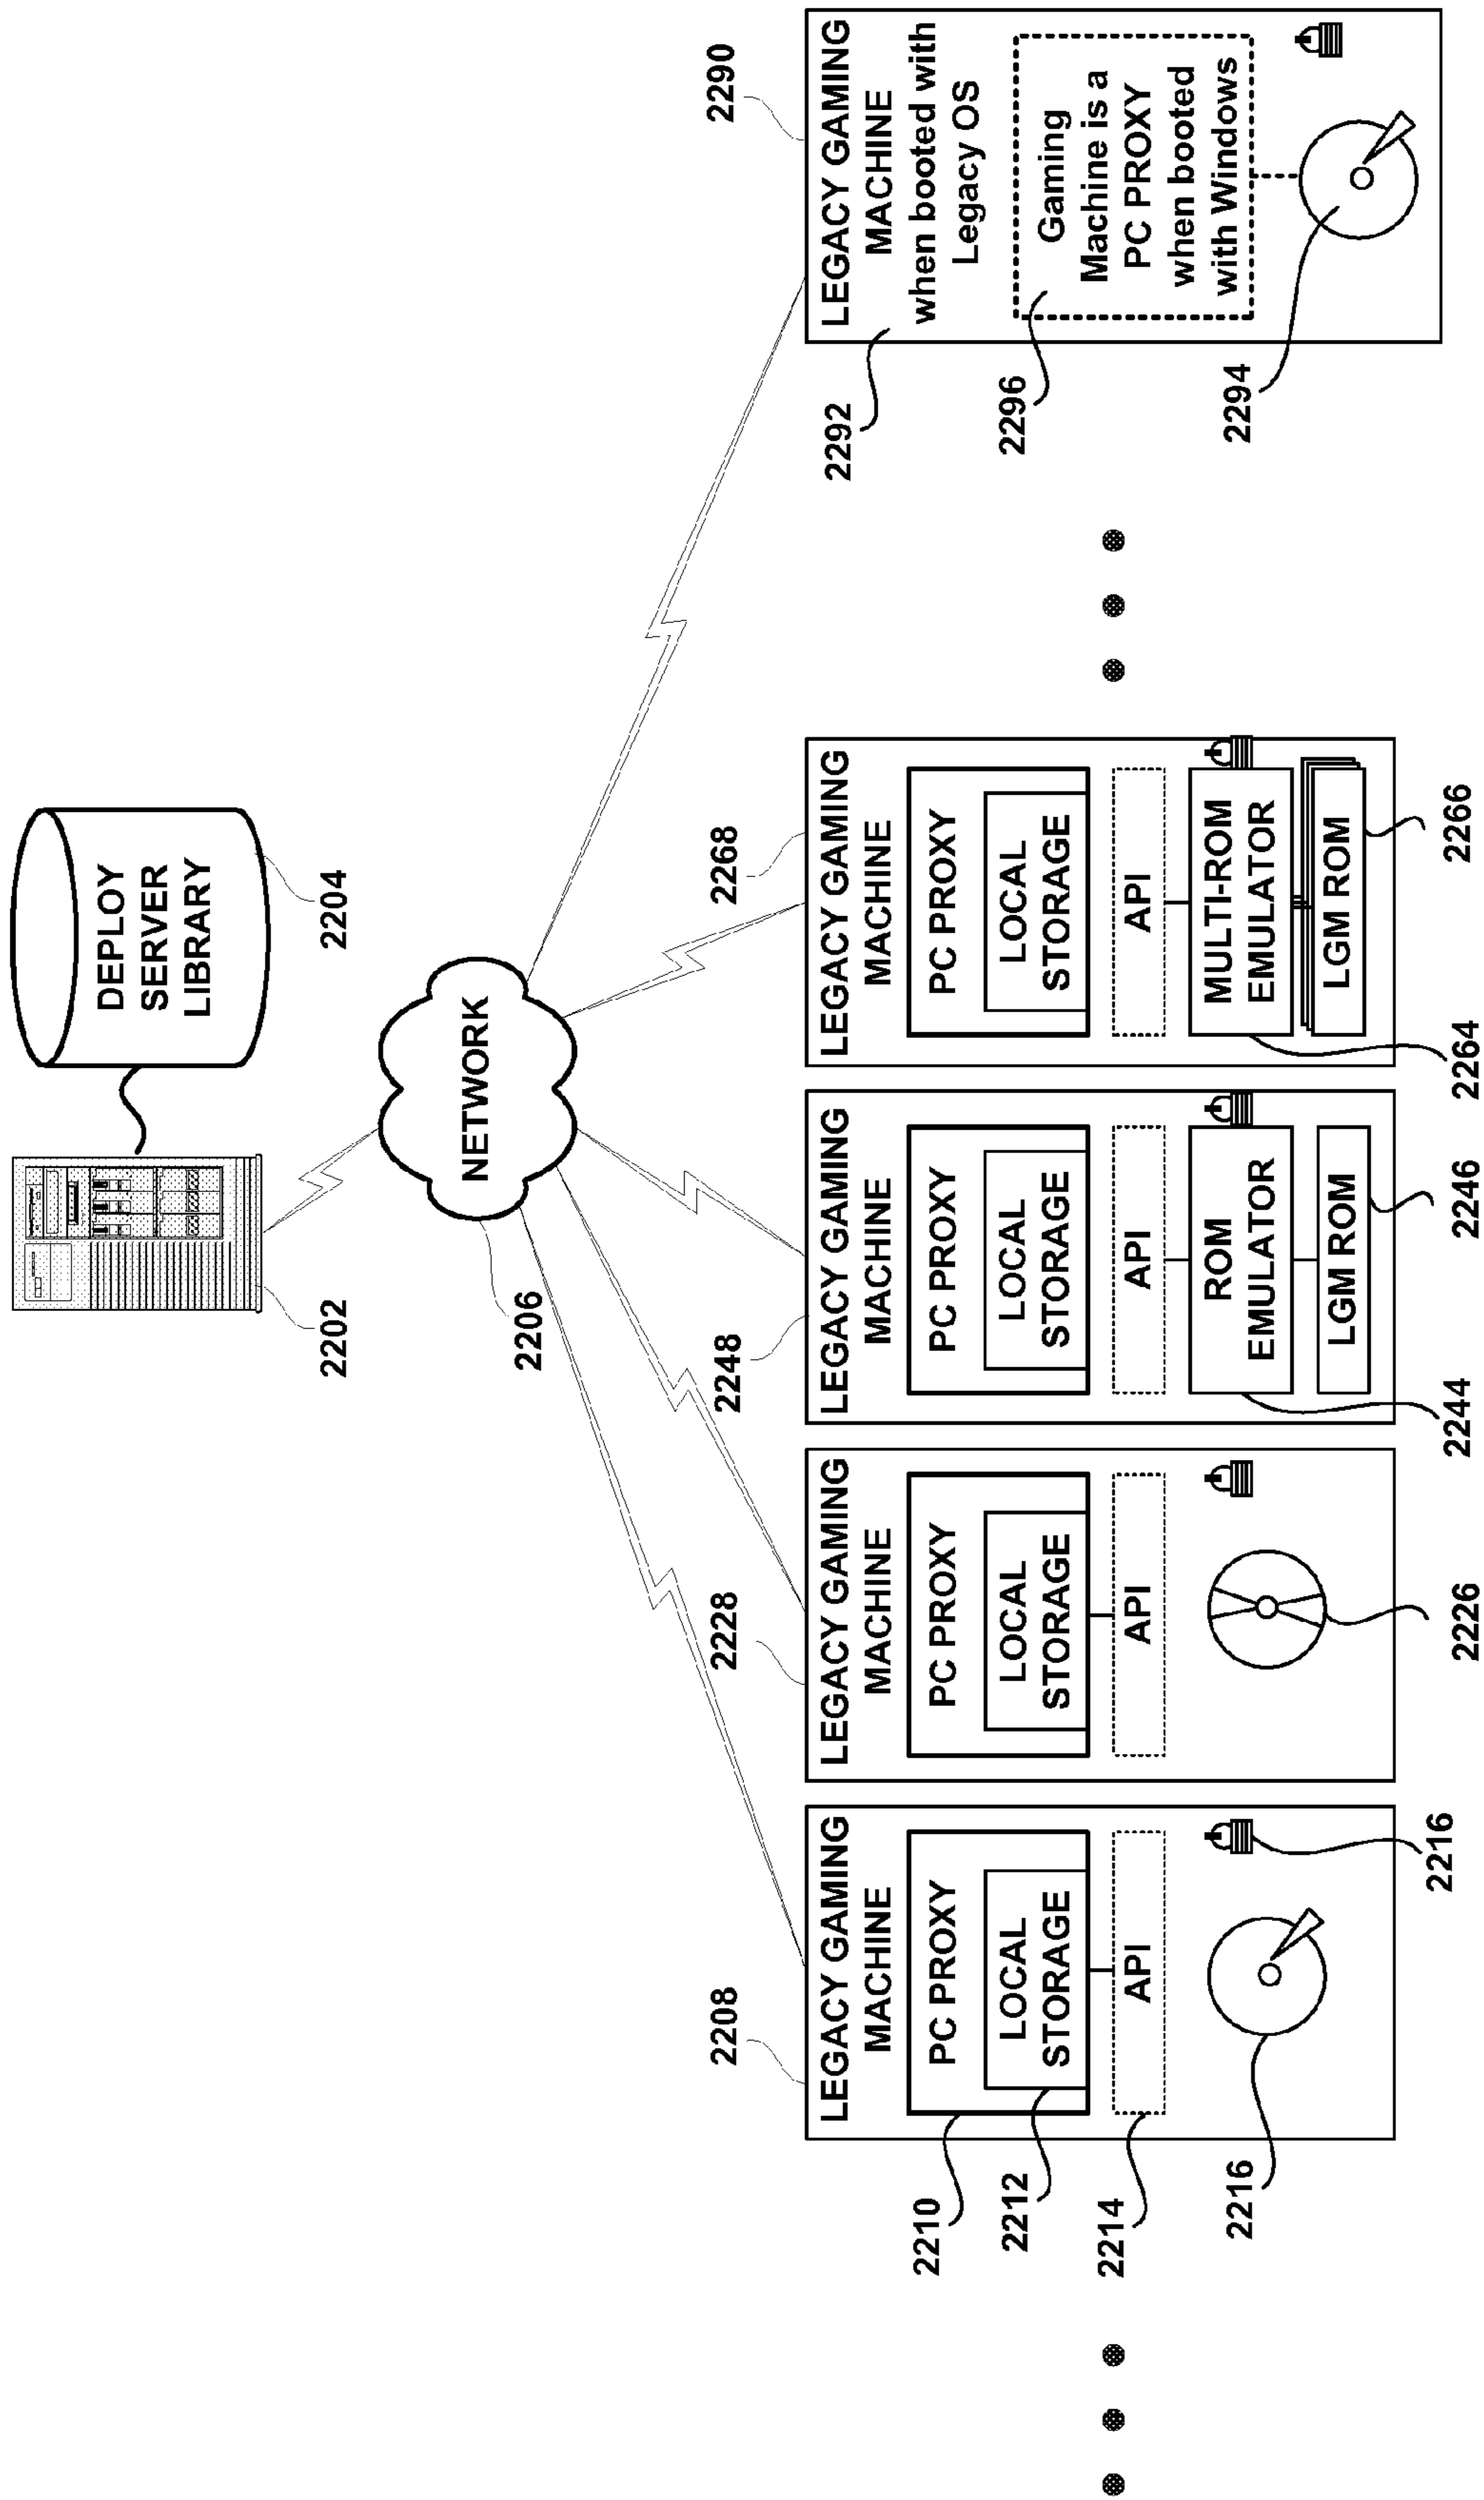 DEPLOY
SERVER
LIBRARY
2204
2202
NETWORK
2206
2208
LEGACY GAMING
MACHINE
PC PROXY
LOCAL
STORAGE
API
2210
2212
2214
2216
2216
2228
LEGACY GAMING
MACHINE
PC PROXY
LOCAL
STORAGE
API
2226
2248
LEGACY GAMING
MACHINE
PC PROXY
LOCAL
STORAGE
API
ROM
EMULATOR
LGM ROM
2244
2246
2268
LEGACY GAMING
MACHINE
PC PROXY
LOCAL
STORAGE
API
MULTI-ROM
EMULATOR
LGM ROM
2264
2266
2290
LEGACY GAMING
MACHINE
when booted with
Legacy OS
Gaming
Machine is a
PC PROXY
when booted
with Windows
2292
2296
2294